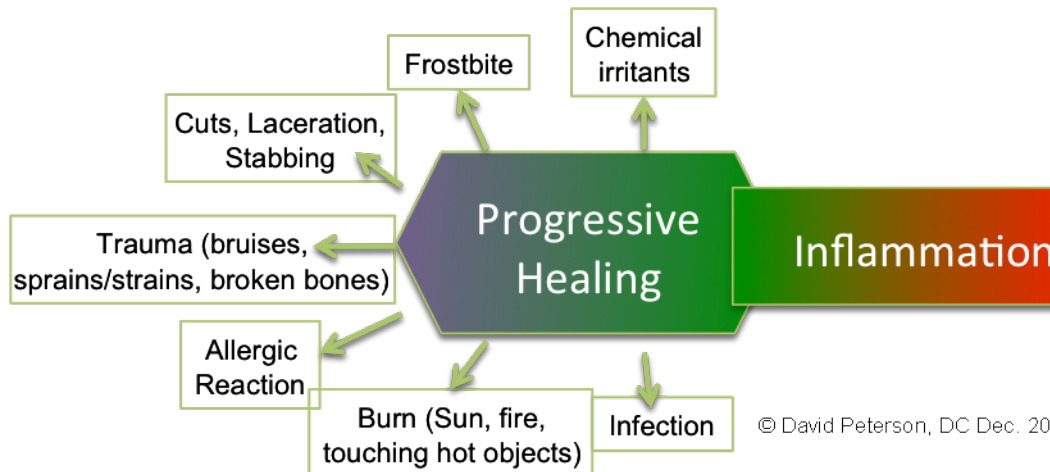 Chemical
irritants
Frostbite
Cuts, Laceration,
Stabbing
Progressive
Healing
Inflammation
Trauma (bruises,
sprains/strains, broken bones)
Allergic
Reaction
Burn (Sun, fire,
touching hot objects)
Infection
© David Peterson, DC Dec. 20